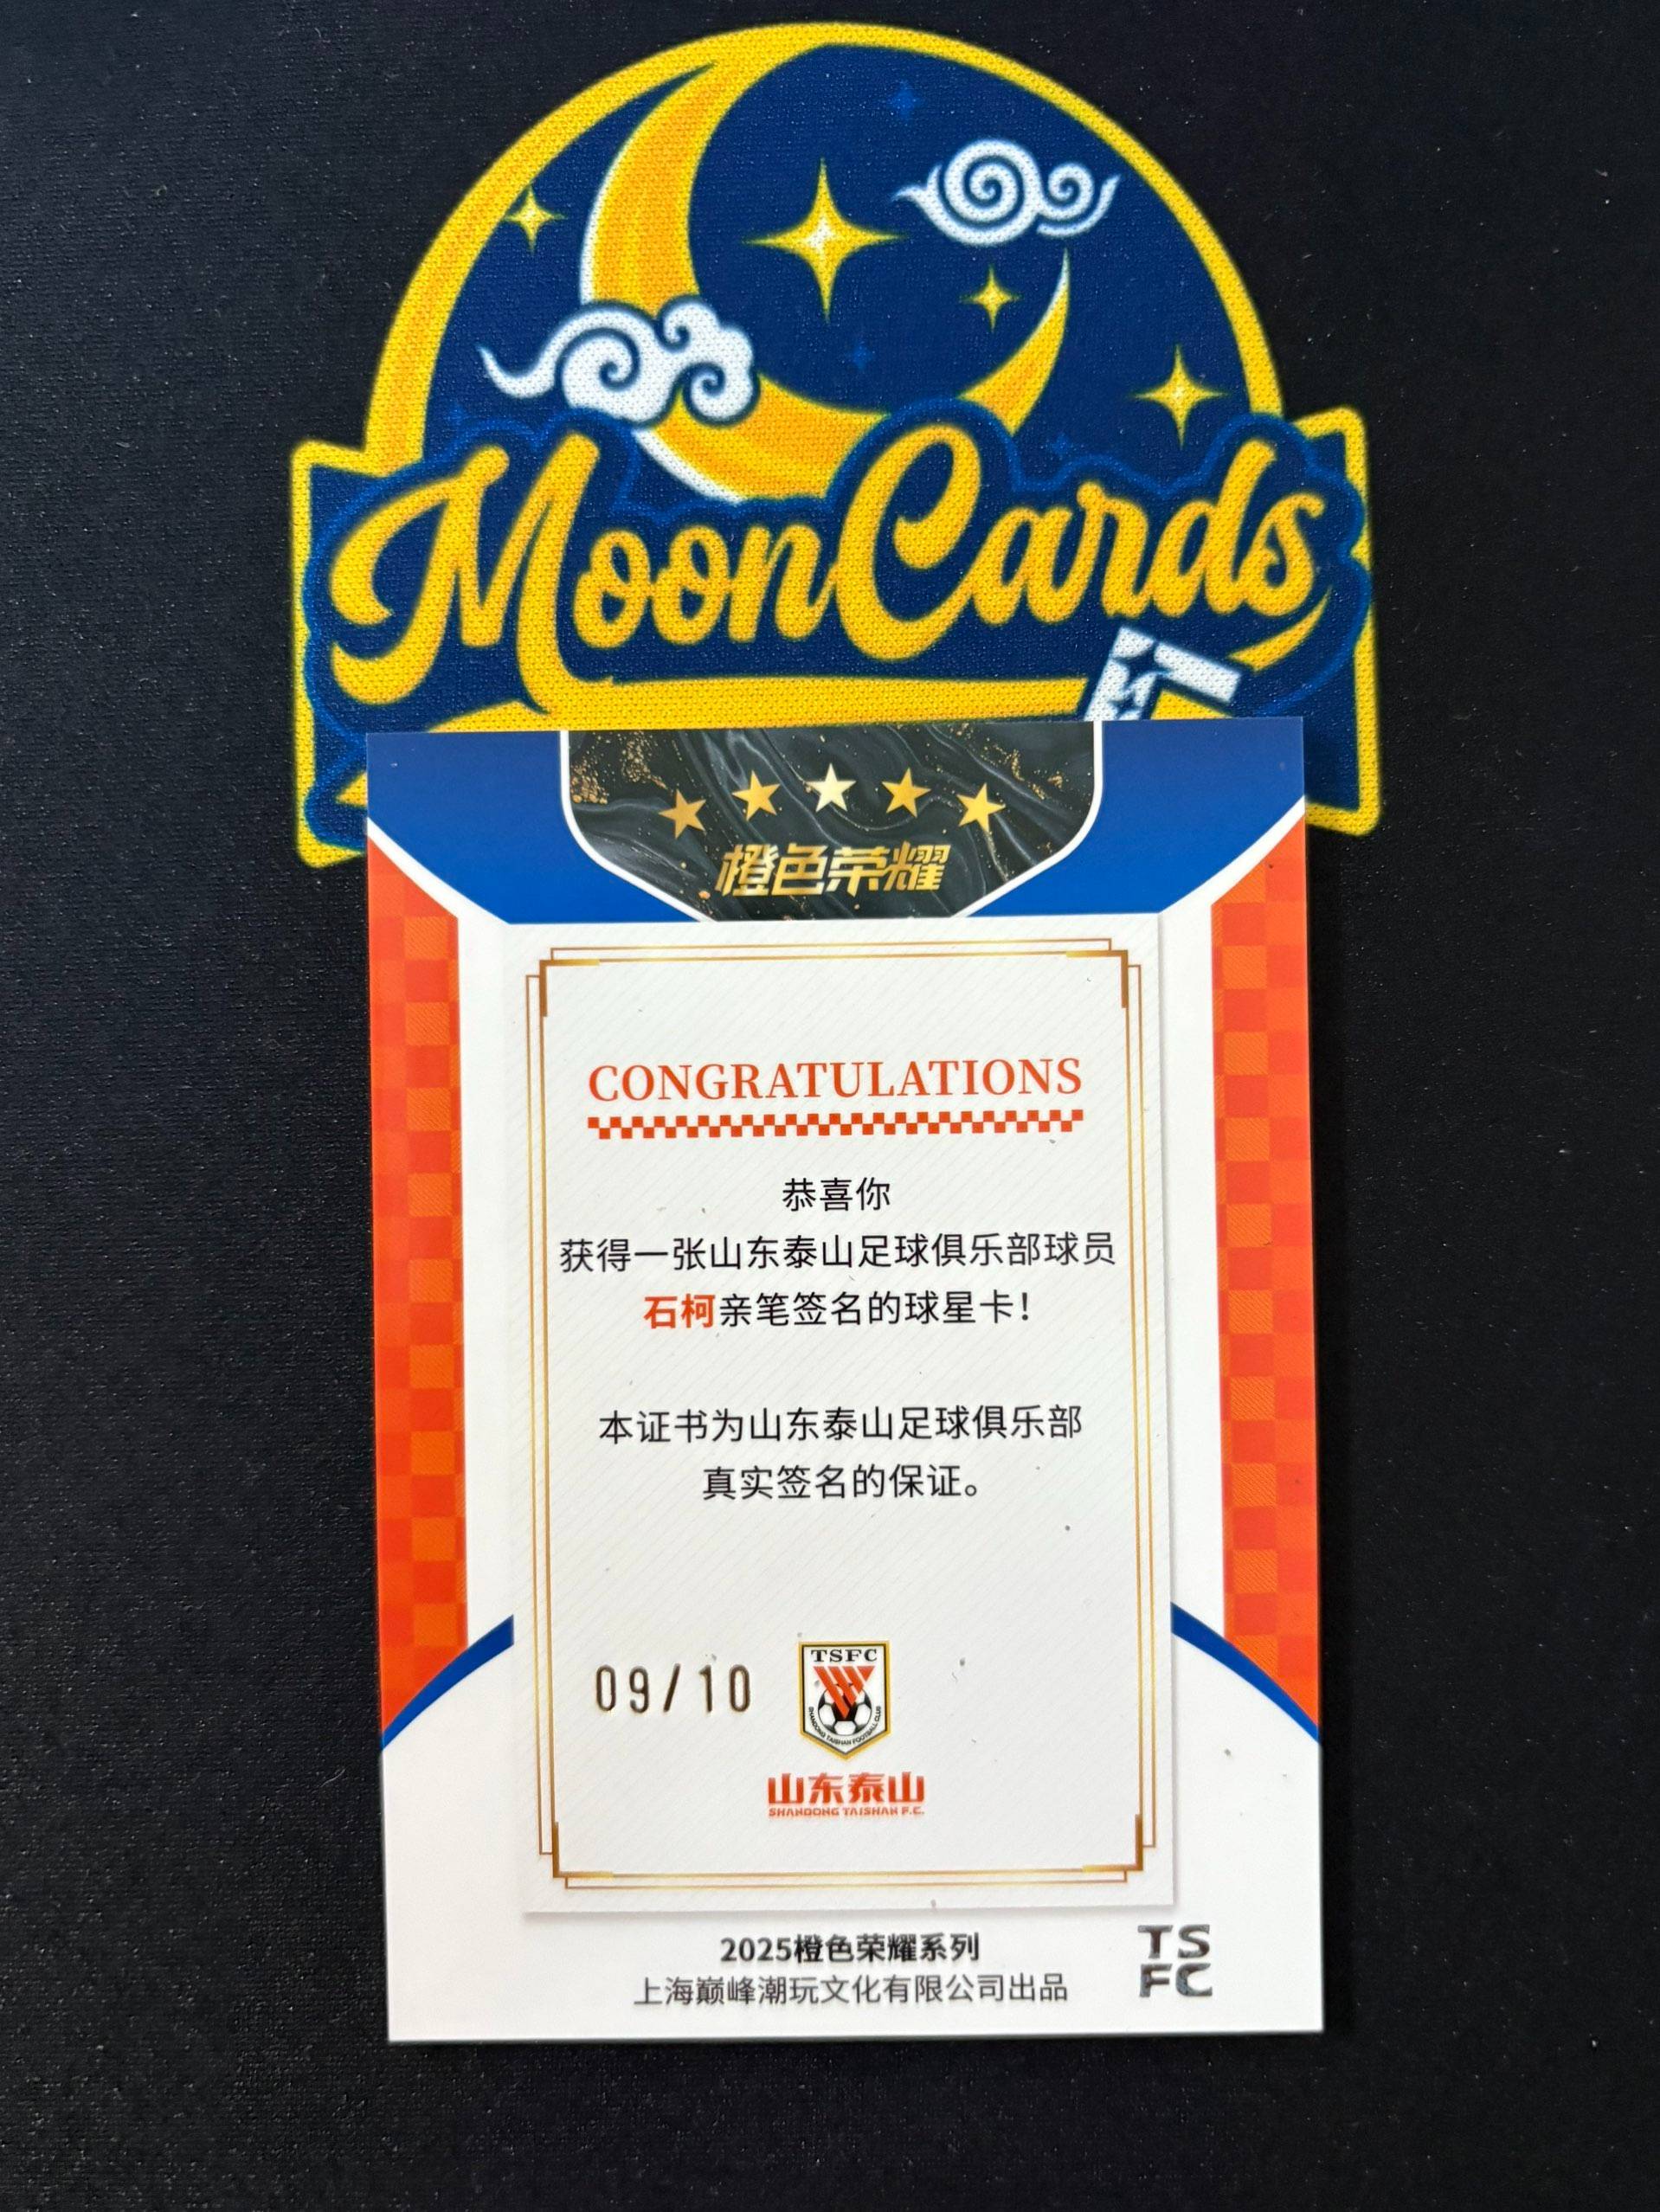 MoonCards
橙色荣耀
CONGRATULATIONS
恭喜你
获得一张山东泰山足球俱乐部球员
石柯亲笔签名的球星卡！
本证书为山东泰山足球俱乐部
真实签名的保证。
09/10
TSFC
SHANDONG TAISHAN FOOTBALL CLUB
山东泰山
SHANDONG TAISHAN F.C.
2025橙色荣耀系列
上海巅峰潮玩文化有限公司出品
TS
FC